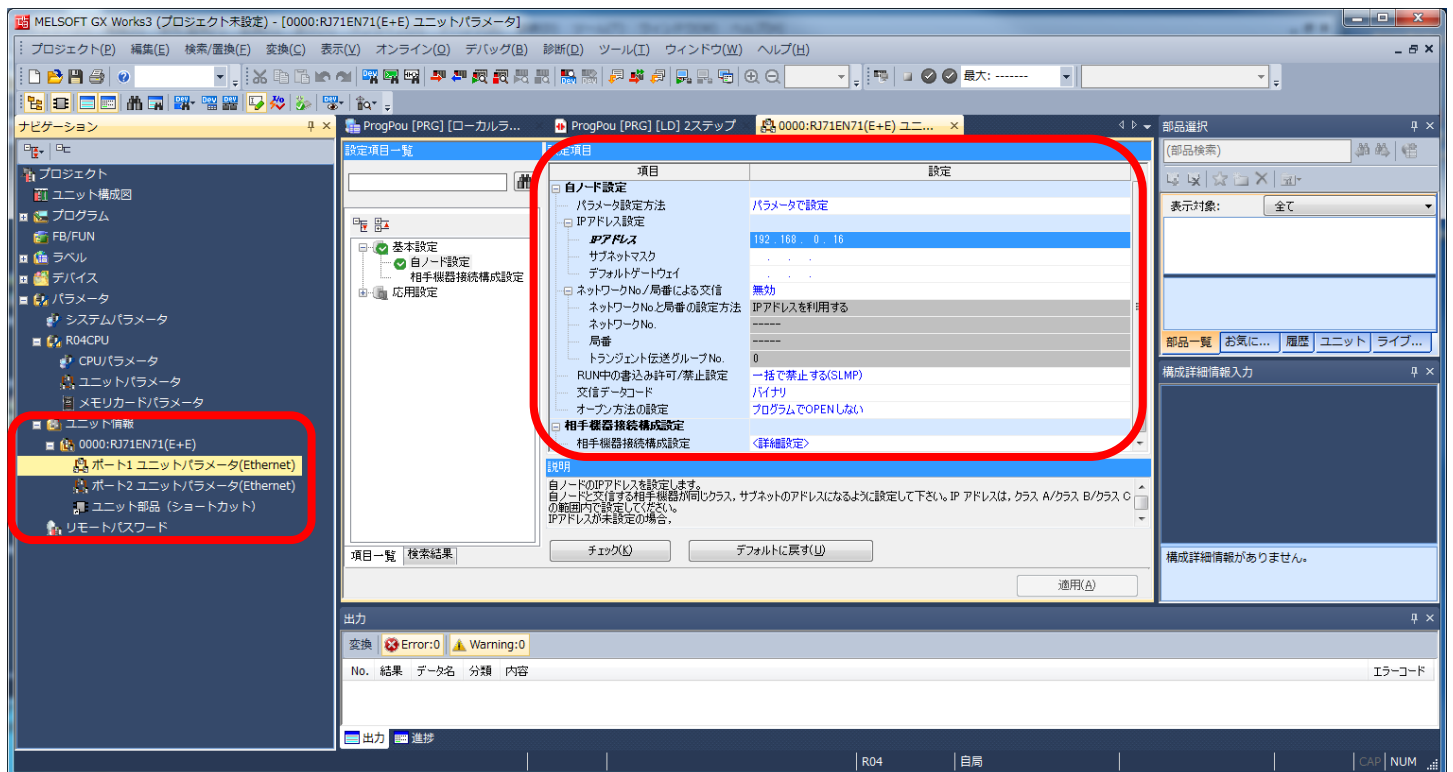 MELSOFT GX Works3 (プロジェクト未設定) - [0000:RJ71EN71(E+E) ユニットパラメータ]
プロジェクト(P) 編集(E) 検索/置換(F) 変換(C) 表示(V) オンライン(O) デバッグ(B) 診断(D) ツール(T) ウィンドウ(W) ヘルプ(H)
最大: -------
ナビゲーション
プロジェクト
ユニット構成図
プログラム
FB/FUN
ラベル
デバイス
パラメータ
システムパラメータ
R04CPU
CPUパラメータ
ユニットパラメータ
メモリカードパラメータ
ユニット情報
0000:RJ71EN71(E+E)
ポート1 ユニットパラメータ(Ethernet)
ポート2 ユニットパラメータ(Ethernet)
ユニット部品（ショートカット）
リモートパスワード
ProgPou [PRG] [ローカルラ... ProgPou [PRG] [LD] 2ステップ 0000:RJ71EN71(E+E) ユニ...
設定項目一覧
基本設定
自ノード設定
相手機器接続構成設定
応用設定
項目一覧 検索結果
設定項目
項目 設定
自ノード設定
パラメータ設定方法 パラメータで設定
IPアドレス設定
IPアドレス 192 . 168 . 0 . 16
サブネットマスク . . .
デフォルトゲートウェイ . . .
ネットワークNo./局番による交信 無効
ネットワークNo.と局番の設定方法 IPアドレスを利用する
ネットワークNo. -----
局番 -----
トランジェント伝送グループNo. 0
RUN中の書込み許可/禁止設定 一括で禁止する(SLMP)
交信データコード バイナリ
オープン方法の設定 プログラムでOPENしない
相手機器接続構成設定
相手機器接続構成設定 <詳細設定>
説明
自ノードのIPアドレスを設定します。
自ノードと交信する相手機器が同じクラス，サブネットのアドレスになるように設定して下さい。IP アドレスは，クラス A/クラス B/クラス C
の範囲内で設定してください。
IPアドレスが未設定の場合，
チェック(K) デフォルトに戻す(U)
適用(A)
部品選択
(部品検索)
表示対象: 全て
部品一覧 お気に... 履歴 ユニット ライブ...
構成詳細情報入力
構成詳細情報がありません。
出力
変換 Error:0 Warning:0
No. 結果 データ名 分類 内容 エラーコード
出力 進捗
R04 自局 CAP NUM